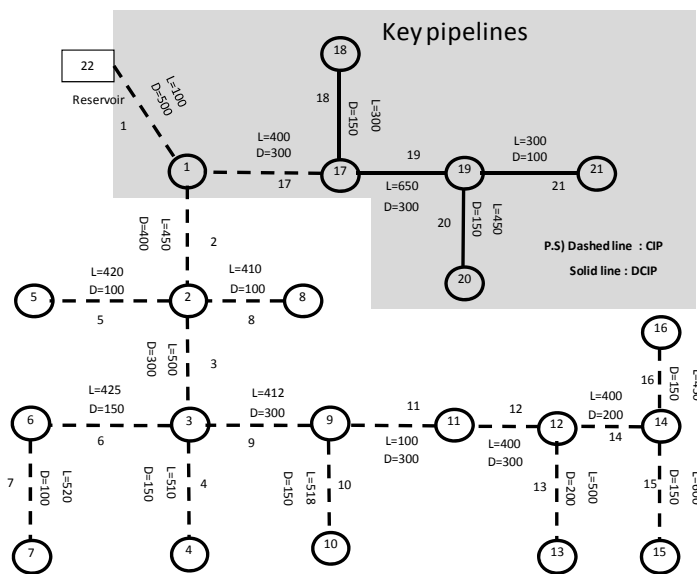 Key pipelines
22
Reservoir
L=100
D=500
1
18
18
L=300
D=150
L=400
D=300
17
1
17
19
L=650
D=300
19
L=300
D=100
21
21
20
L=450
D=150
20
P.S) Dashed line : CIP
Solid line : DCIP
L=450
D=400
2
L=420
D=100
5
5
2
L=410
D=100
8
8
L=500
D=300
3
16
16
D=150
L=425
D=150
6
6
3
L=412
D=300
9
9
11
L=100
D=300
11
12
L=400
D=300
12
L=400
D=200
14
14
7
L=520
D=100
L=510
D=150
4
L=518
D=150
10
13
L=500
D=200
15
D=150
7
4
10
13
15